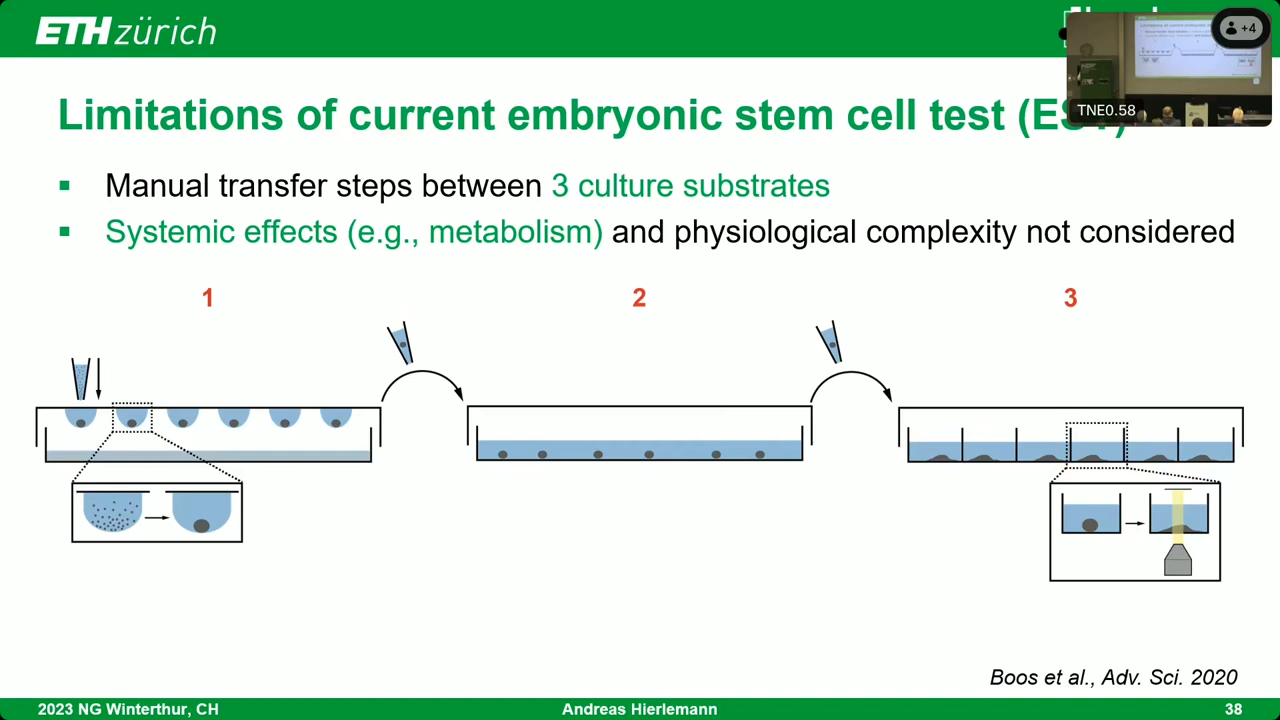 ETH zürich
+4
TNE0.58
Limitations of current embryonic stem cell test
Manual transfer steps between 3 culture substrates
Systemic effects (e.g., metabolism) and physiological complexity not considered
1
2
3
Boos et al., Adv. Sci. 2020
2023 NG Winterthur, CH
Andreas Hierlemann
38